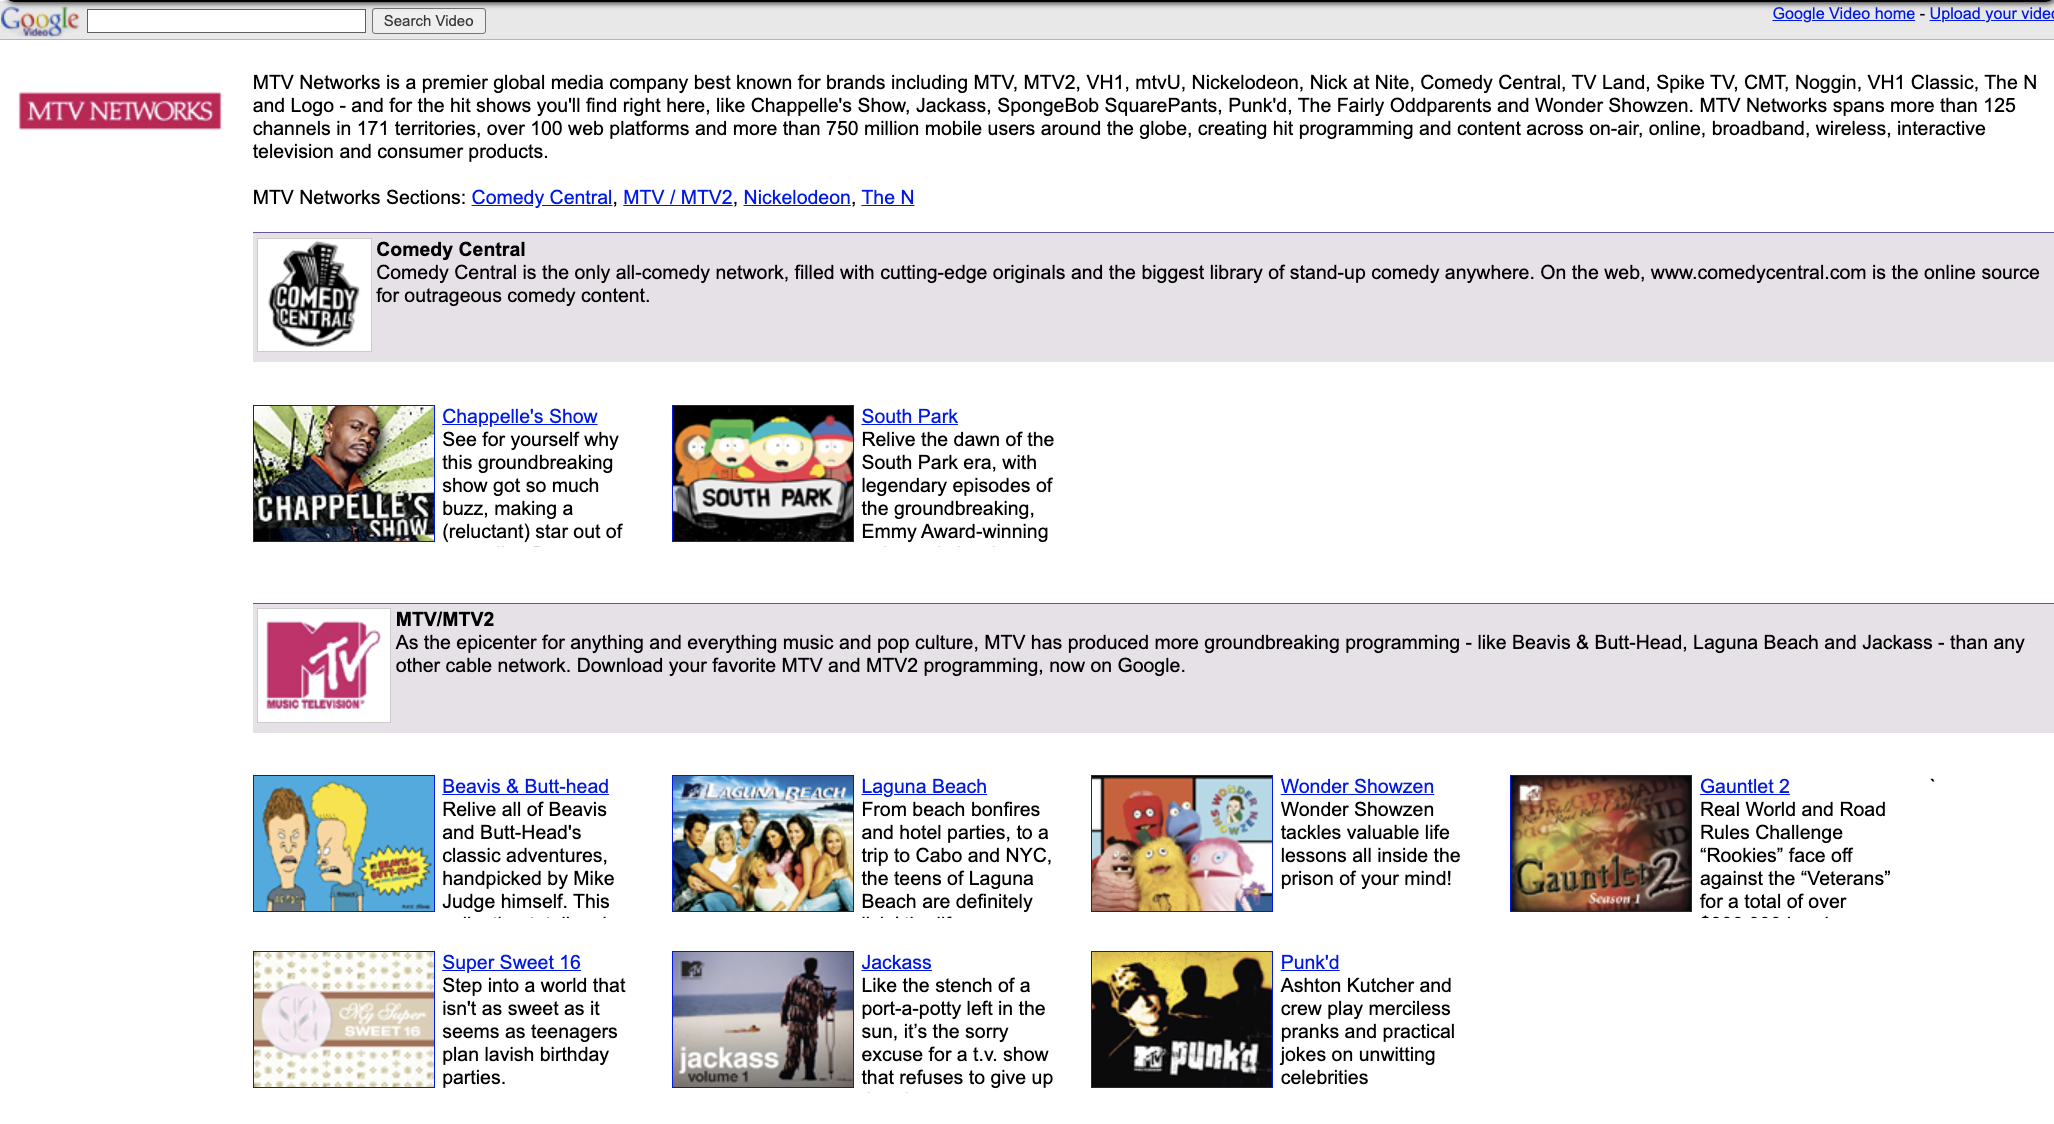 Google
Video
Search Video
Google Video home - Upload your video
MTV NETWORKS
MTV Networks is a premier global media company best known for brands including MTV, MTV2, VH1, mtvU, Nickelodeon, Nick at Nite, Comedy Central, TV Land, Spike TV, CMT, Noggin, VH1 Classic, The N
and Logo - and for the hit shows you'll find right here, like Chappelle's Show, Jackass, SpongeBob SquarePants, Punk'd, The Fairly Oddparents and Wonder Showzen. MTV Networks spans more than 125
channels in 171 territories, over 100 web platforms and more than 750 million mobile users around the globe, creating hit programming and content across on-air, online, broadband, wireless, interactive
television and consumer products.
MTV Networks Sections: Comedy Central, MTV / MTV2, Nickelodeon, The N
COMEDY
CENTRAL
Comedy Central
Comedy Central is the only all-comedy network, filled with cutting-edge originals and the biggest library of stand-up comedy anywhere. On the web, www.comedycentral.com is the online source
for outrageous comedy content.
CHAPPELLE'S
SHOW
Chappelle's Show
See for yourself why
this groundbreaking
show got so much
buzz, making a
(reluctant) star out of
SOUTH PARK
South Park
Relive the dawn of the
South Park era, with
legendary episodes of
the groundbreaking,
Emmy Award-winning
MTV
MUSIC TELEVISION
MTV/MTV2
As the epicenter for anything and everything music and pop culture, MTV has produced more groundbreaking programming - like Beavis & Butt-Head, Laguna Beach and Jackass - than any
other cable network. Download your favorite MTV and MTV2 programming, now on Google.
BEAVIS
BUTT-HEAD
Beavis & Butt-head
Relive all of Beavis
and Butt-Head's
classic adventures,
handpicked by Mike
Judge himself. This
LAGUNA BEACH
Laguna Beach
From beach bonfires
and hotel parties, to a
trip to Cabo and NYC,
the teens of Laguna
Beach are definitely
WONDER
SHOWZEN
Wonder Showzen
Wonder Showzen
tackles valuable life
lessons all inside the
prison of your mind!
Gauntlet 2
Season 1
Gauntlet 2
Real World and Road
Rules Challenge
“Rookies” face off
against the “Veterans”
for a total of over
`
My Super
SWEET 16
Super Sweet 16
Step into a world that
isn't as sweet as it
seems as teenagers
plan lavish birthday
parties.
jackass
volume 1
Jackass
Like the stench of a
port-a-potty left in the
sun, it’s the sorry
excuse for a t.v. show
that refuses to give up
MTV
punk'd
Punk'd
Ashton Kutcher and
crew play merciless
pranks and practical
jokes on unwitting
celebrities